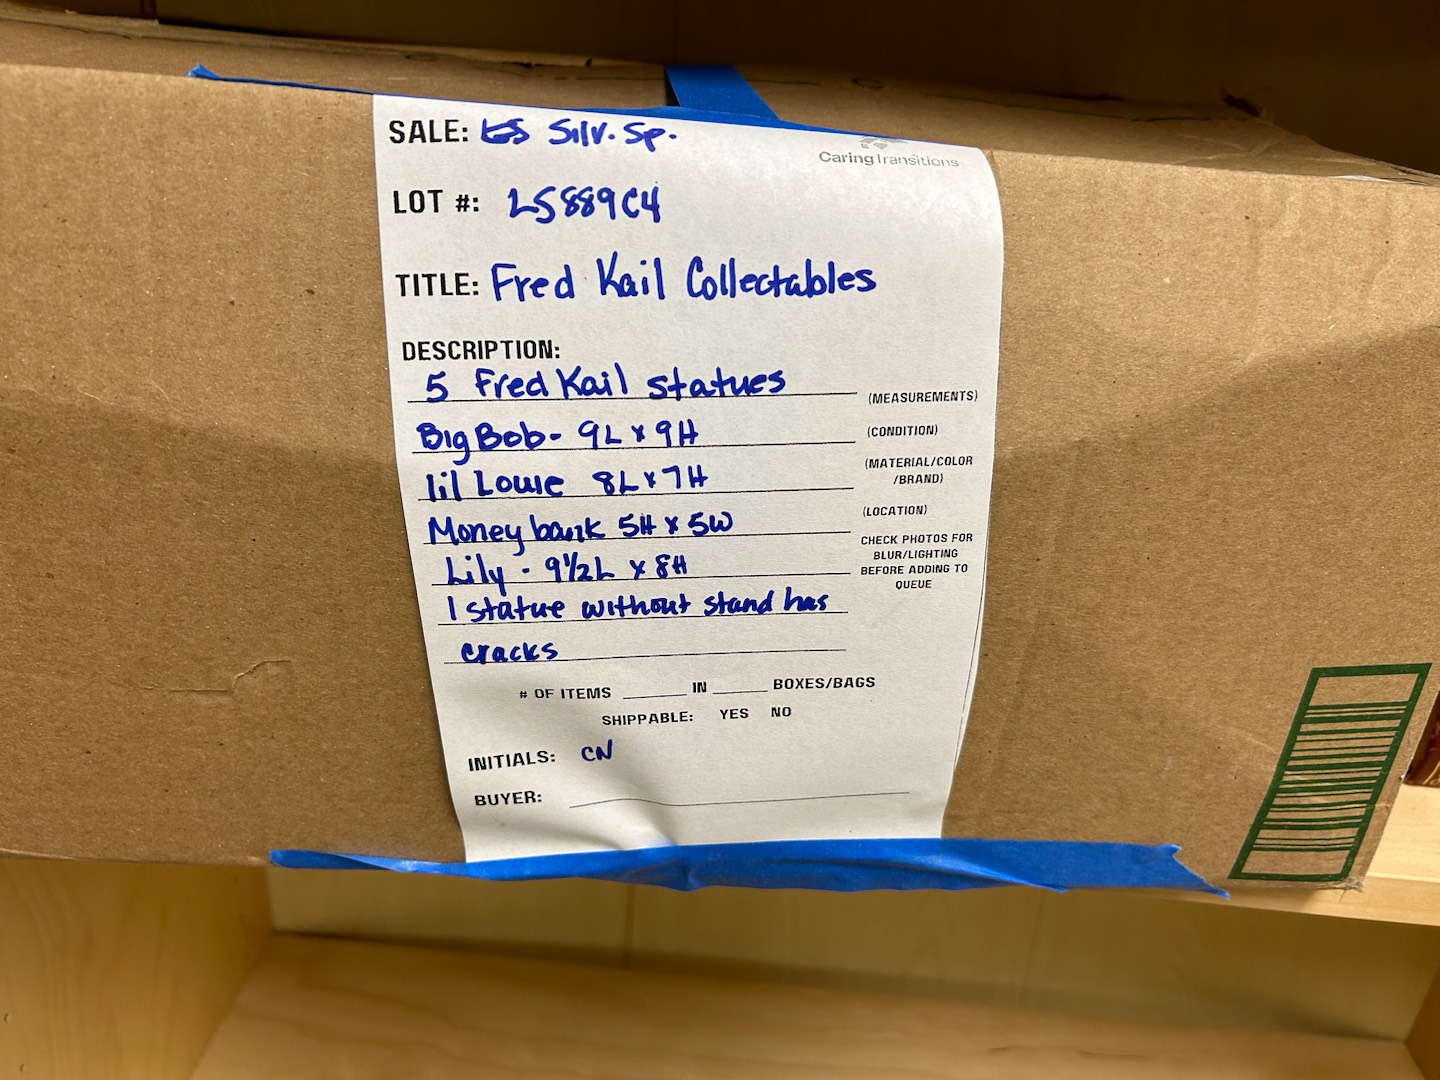 SALE: Silv. Sp.
CaringTransitions
LOT #: LS889C4
TITLE: Fred Kail Collectables
DESCRIPTION:
5 Fred Kail statues
(MEASUREMENTS)
Big Bob- 9L x 9H
(CONDITION)
lil Louie 8L x 7H
(MATERIAL/COLOR
/BRAND)
Money bank 5H x 5W
(LOCATION)
Lily - 9½L x 8H
CHECK PHOTOS FOR
BLUR/LIGHTING
BEFORE ADDING TO
QUEUE
1 statue without stand has
cracks
# OF ITEMS ______ IN ______ BOXES/BAGS
SHIPPABLE: YES NO
INITIALS: CN
BUYER: